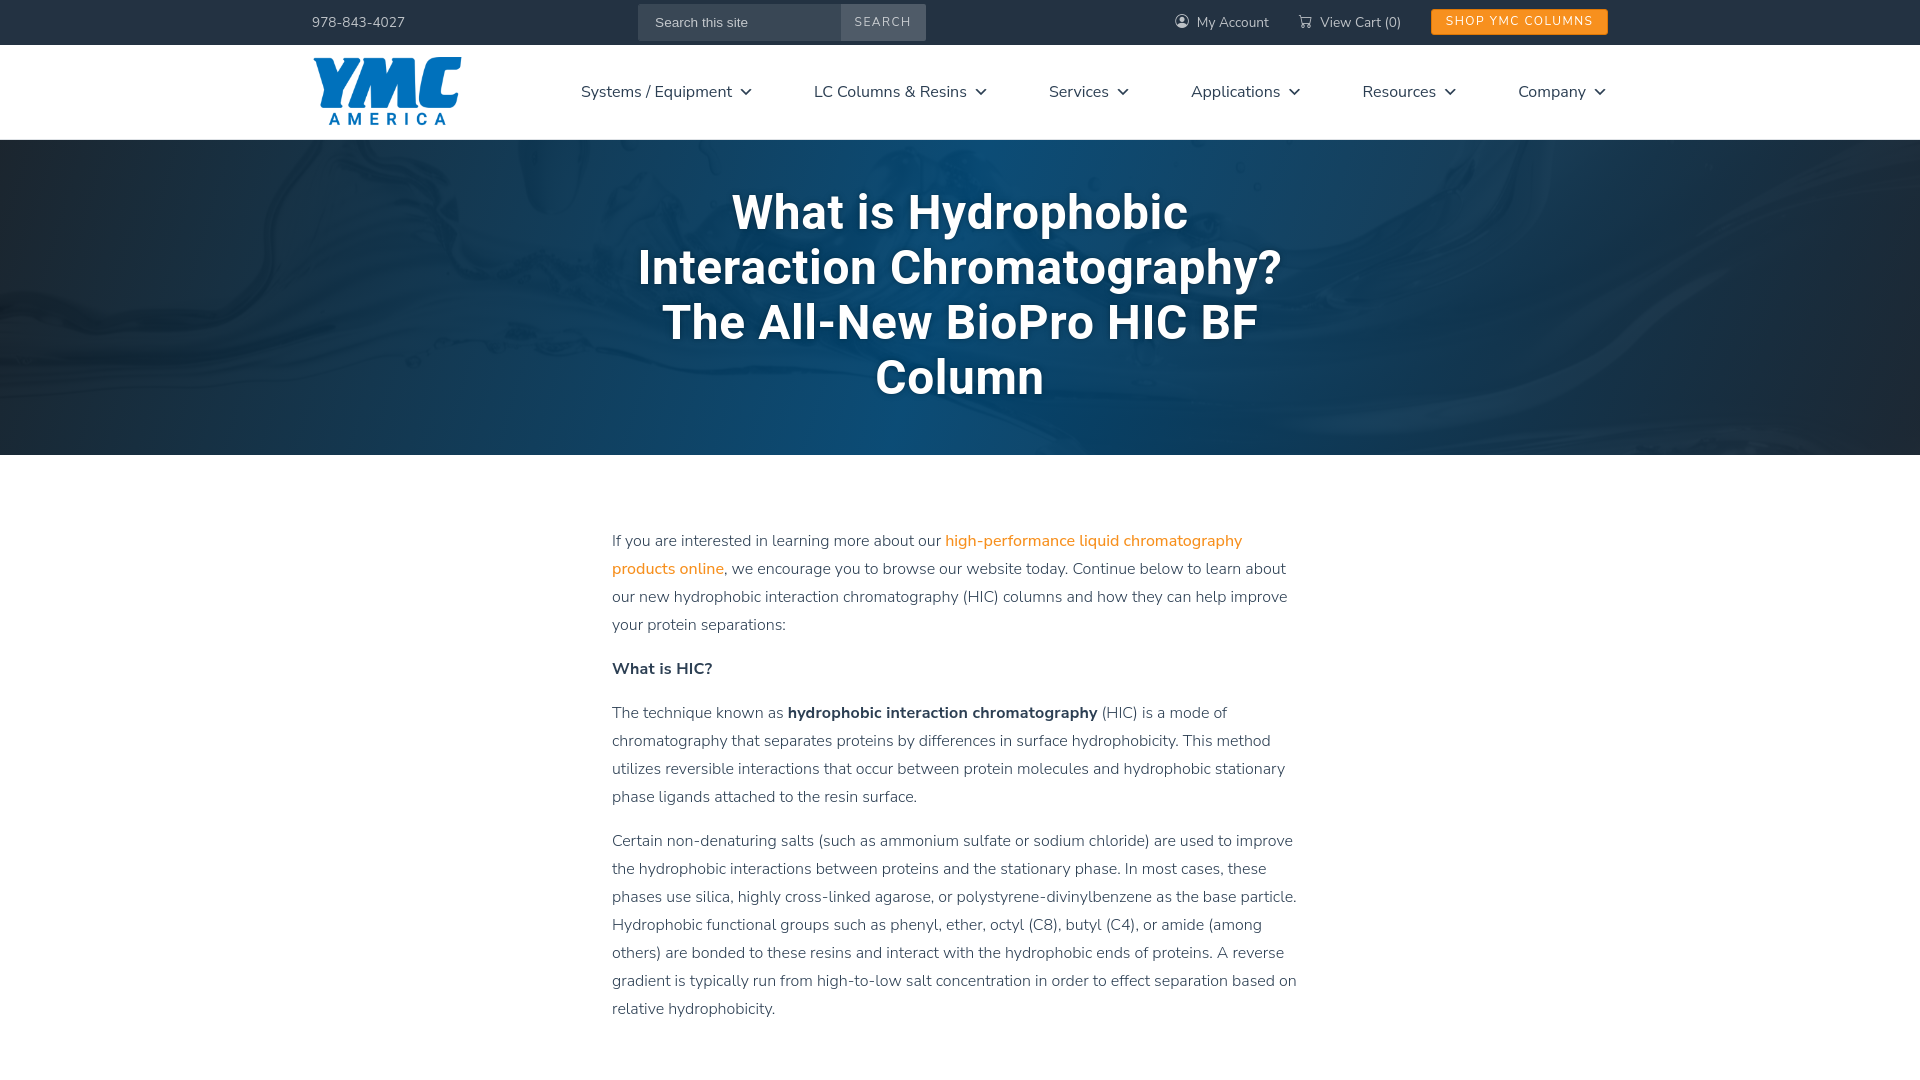 978-843-4027
Search this site
SEARCH
My Account
View Cart (0)
SHOP YMC COLUMNS
YMC
AMERICA
Systems / Equipment
LC Columns & Resins
Services
Applications
Resources
Company
What is Hydrophobic
Interaction Chromatography?
The All-New BioPro HIC BF
Column
If you are interested in learning more about our high-performance liquid chromatography
products online, we encourage you to browse our website today. Continue below to learn about
our new hydrophobic interaction chromatography (HIC) columns and how they can help improve
your protein separations:
What is HIC?
The technique known as hydrophobic interaction chromatography (HIC) is a mode of
chromatography that separates proteins by differences in surface hydrophobicity. This method
utilizes reversible interactions that occur between protein molecules and hydrophobic stationary
phase ligands attached to the resin surface.
Certain non-denaturing salts (such as ammonium sulfate or sodium chloride) are used to improve
the hydrophobic interactions between proteins and the stationary phase. In most cases, these
phases use silica, highly cross-linked agarose, or polystyrene-divinylbenzene as the base particle.
Hydrophobic functional groups such as phenyl, ether, octyl (C8), butyl (C4), or amide (among
others) are bonded to these resins and interact with the hydrophobic ends of proteins. A reverse
gradient is typically run from high-to-low salt concentration in order to effect separation based on
relative hydrophobicity.